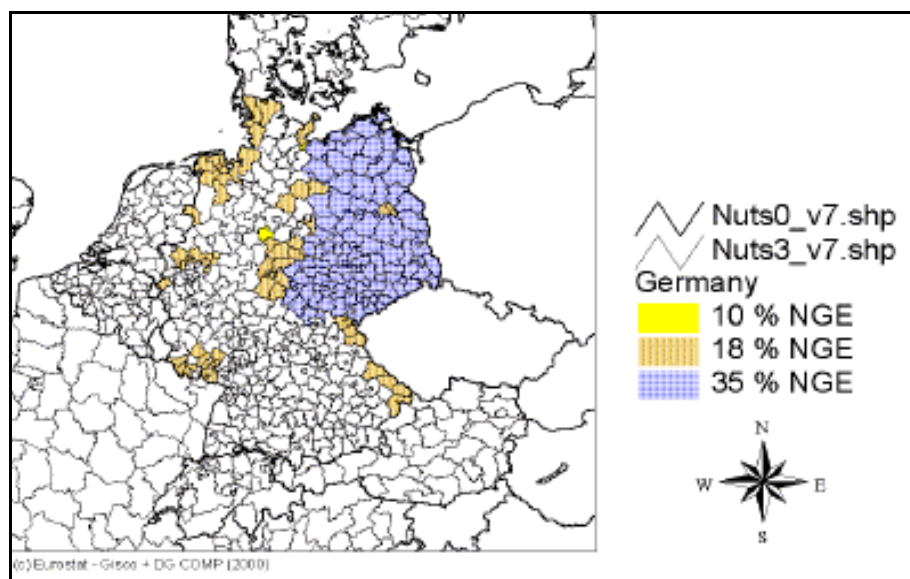 Nuts0_v7.shp
Nuts3_v7.shp
Germany
10 % NGE
18 % NGE
35 % NGE
N
W E
S
(c) Eurostat - Gisco + DG COMP (2000)